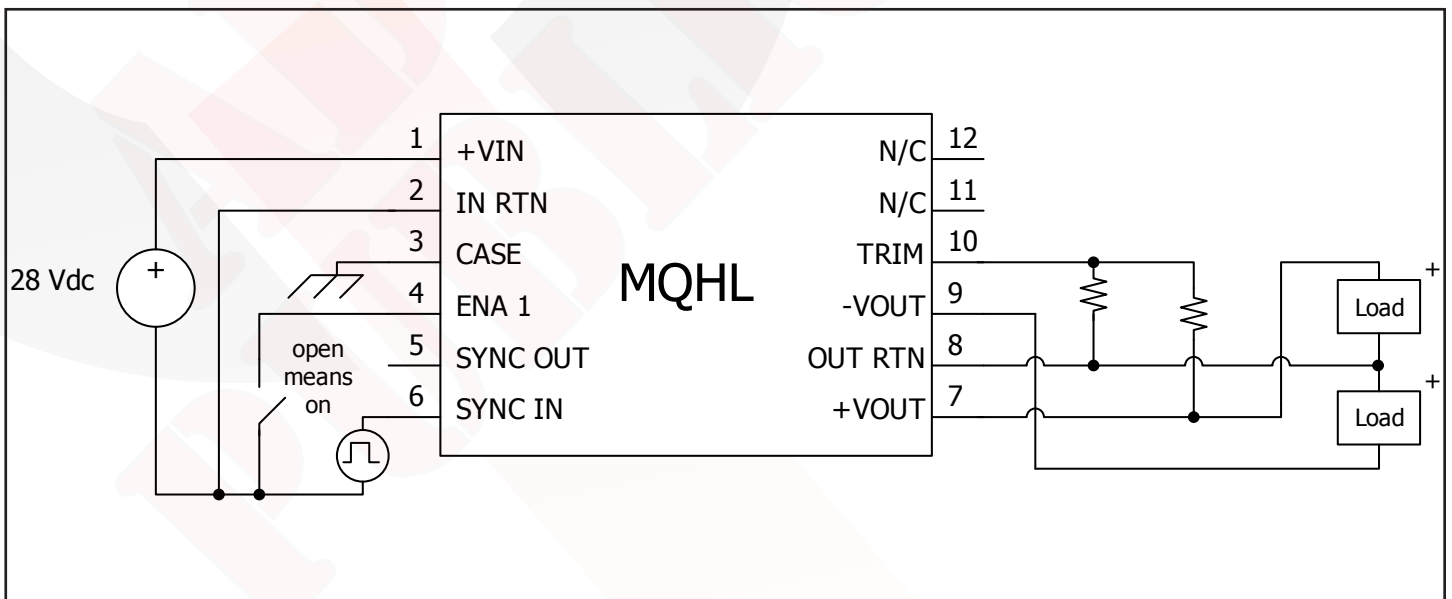 1
+VIN
2
IN RTN
3
CASE
4
ENA 1
5
SYNC OUT
6
SYNC IN
28 Vdc
+
open
means
on
MQHL
N/C
12
N/C
11
TRIM
10
-VOUT
9
OUT RTN
8
+VOUT
7
+
Load
+
Load